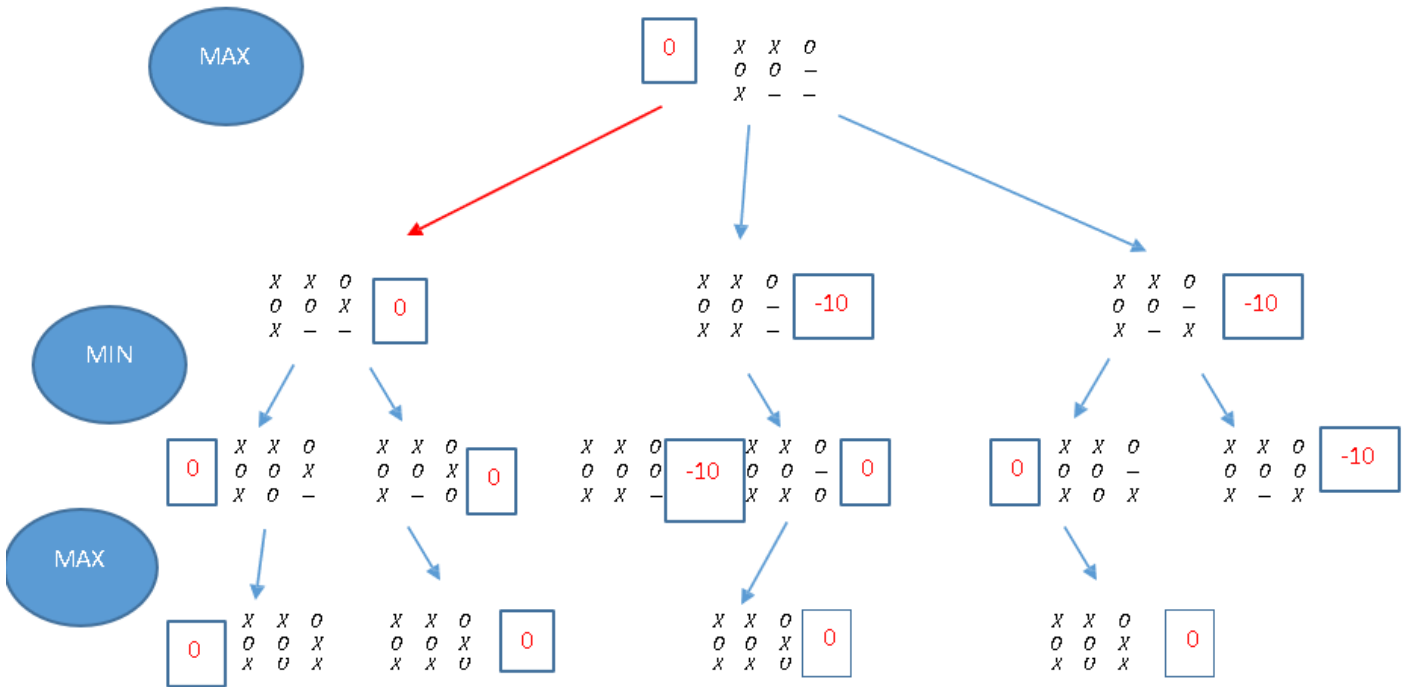 MAX
0
X X O
O O –
X – –
X X O
O O X
X – –
0
X X O
O O –
X X –
-10
X X O
O O –
X – X
-10
MIN
0
X X O
O O X
X O –
X X O
O O X
X – O
0
X X O
O O O
X X –
-10
X X O
O O –
X X O
0
0
X X O
O O –
X O X
X X O
O O O
X – X
-10
MAX
0
X X O
O O X
X O X
X X O
O O X
X X O
0
X X O
O O X
X X O
0
X X O
O O X
X O X
0